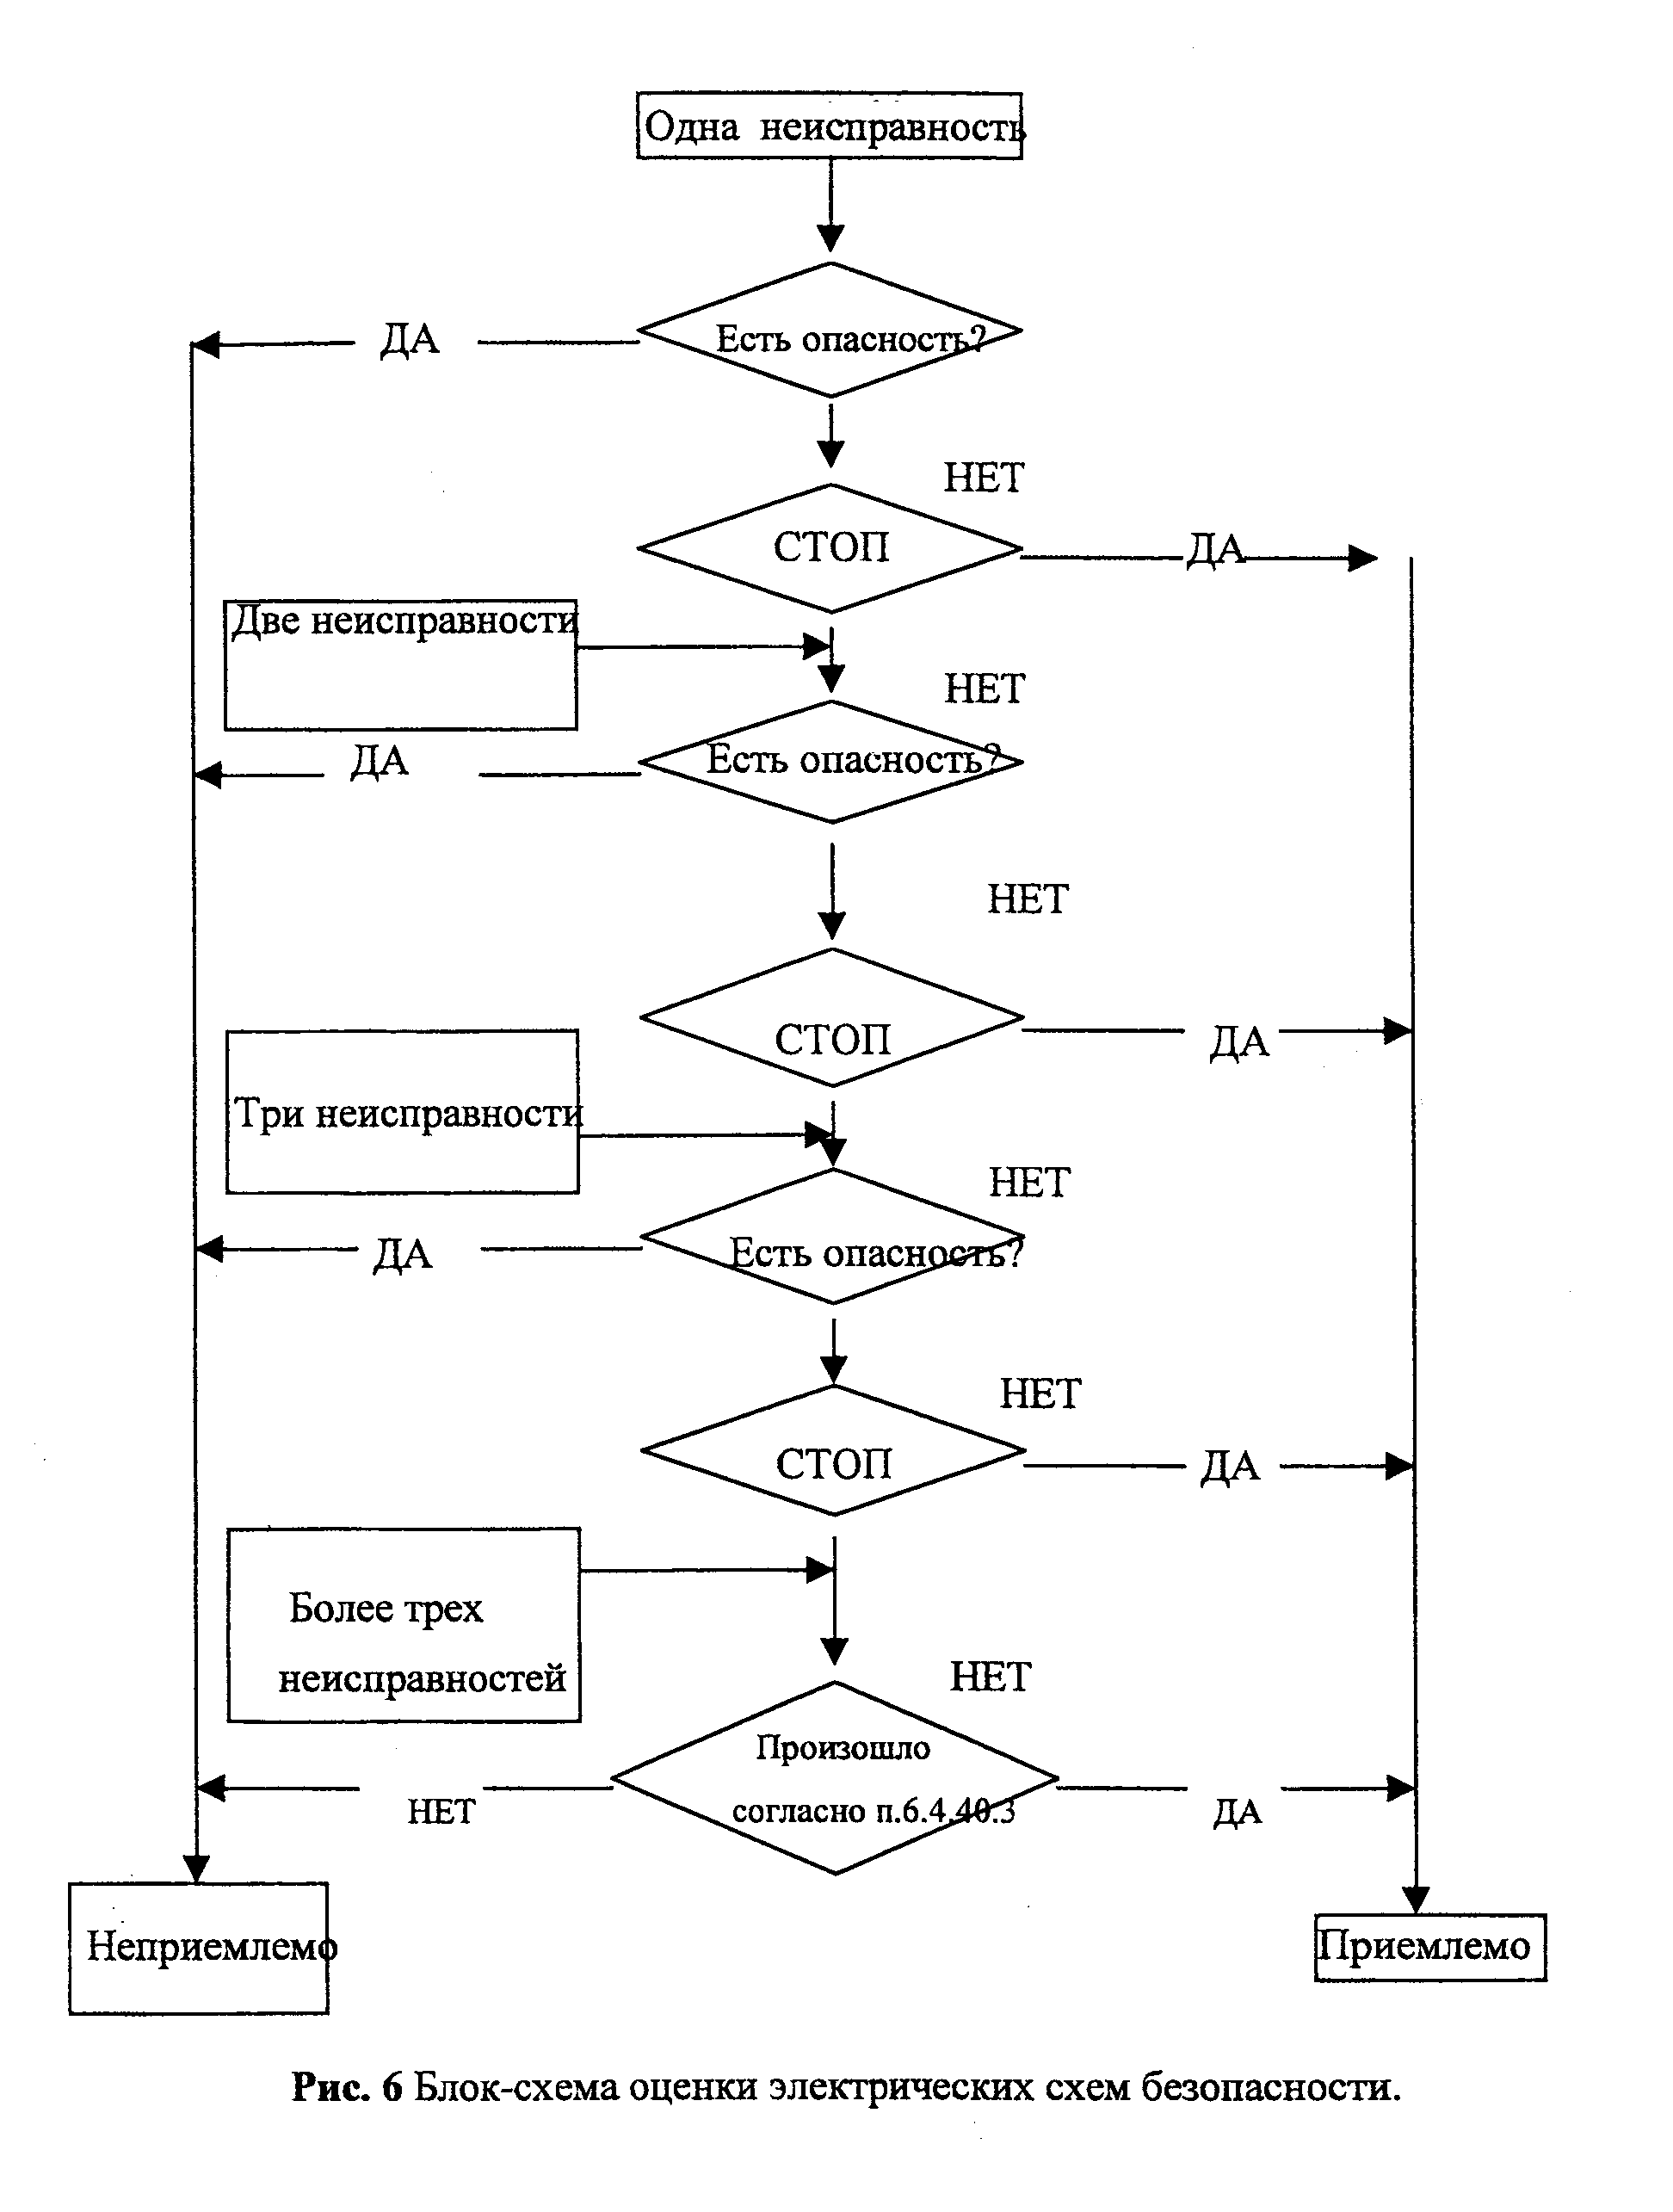 Одна неисправность
Есть опасность?
ДА
НЕТ
СТОП
ДА
Две неисправности
НЕТ
Есть опасность?
ДА
НЕТ
СТОП
ДА
Три неисправности
НЕТ
Есть опасность?
ДА
НЕТ
СТОП
ДА
Более трех
неисправностей
НЕТ
Произошло
согласно п.6.4.40.3
НЕТ
ДА
Неприемлемо
Приемлемо
Рис. 6 Блок-схема оценки электрических схем безопасности.